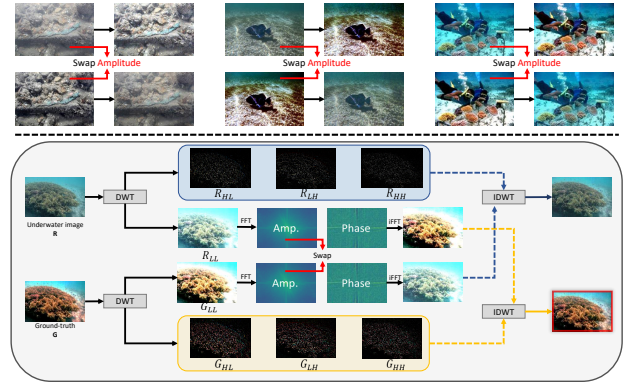 Swap Amplitude
Swap Amplitude
Swap Amplitude
Underwater image
R
DWT
R_HL
R_LH
R_HH
IDWT
R_LL
FFT
Amp.
Phase
iFFT
Swap
Ground-truth
G
DWT
G_LL
FFT
Amp.
Phase
iFFT
IDWT
G_HL
G_LH
G_HH